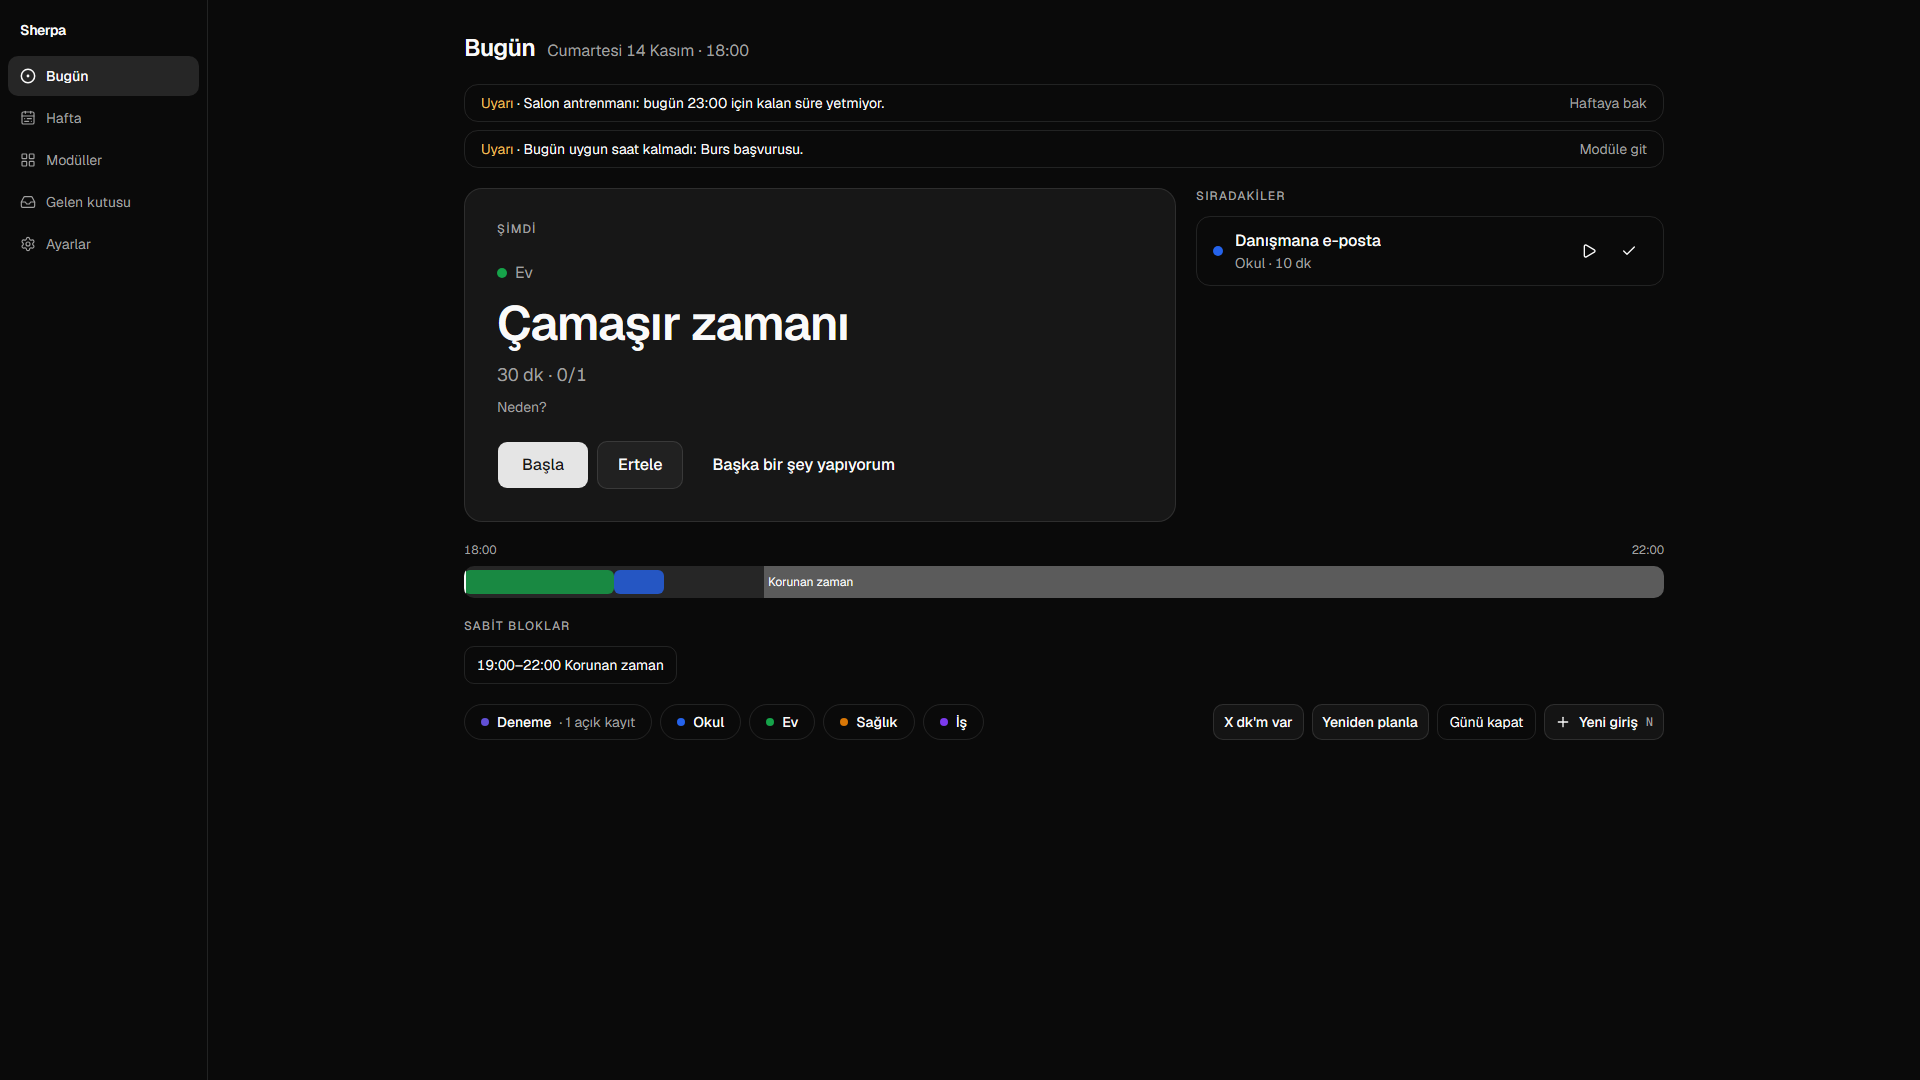 Sherpa
Bugün
Hafta
Modüller
Gelen kutusu
Ayarlar
Bugün Cumartesi 14 Kasım · 18:00
Uyarı · Salon antrenmanı: bugün 23:00 için kalan süre yetmiyor. Haftaya bak
Uyarı · Bugün uygun saat kalmadı: Burs başvurusu. Modüle git
ŞİMDİ
Ev
Çamaşır zamanı
30 dk · 0/1
Neden?
Başla Ertele Başka bir şey yapıyorum
SIRADAKİLER
Danışmana e-posta
Okul · 10 dk
18:00 22:00
Korunan zaman
SABİT BLOKLAR
19:00–22:00 Korunan zaman
Deneme · 1 açık kayıt Okul Ev Sağlık İş X dk'm var Yeniden planla Günü kapat Yeni giriş N